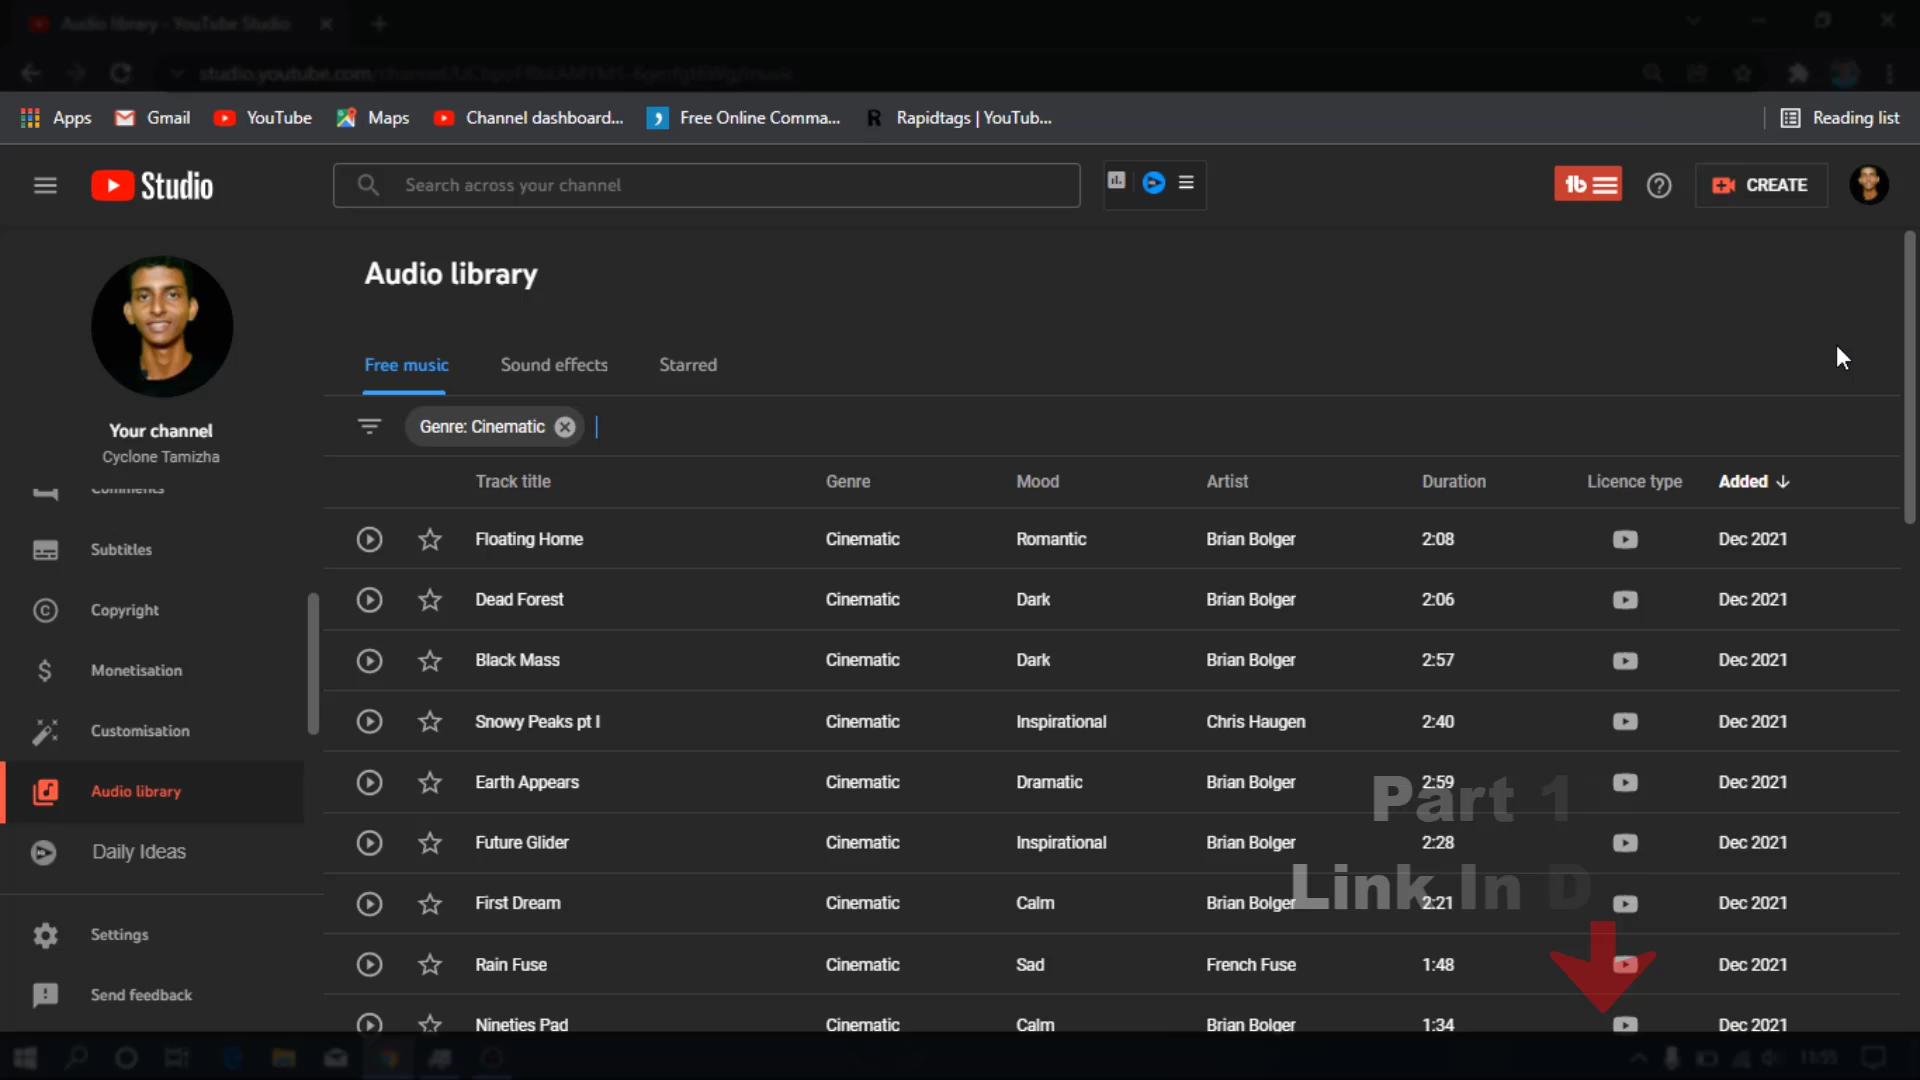 Audio library - YouTube Studio
Apps Gmail YouTube Maps Channel dashboard... Free Online Comma... Rapidtags | YouTub... Reading list
Studio Search across your channel CREATE
Audio library
Free music Sound effects Starred
Genre: Cinematic
Your channel
Cyclone Tamizha
Comments
Subtitles
Copyright
Monetisation
Customisation
Audio library
Daily Ideas
Settings
Send feedback
Track title Genre Mood Artist Duration Licence type Added
Floating Home Cinematic Romantic Brian Bolger 2:08 Dec 2021
Dead Forest Cinematic Dark Brian Bolger 2:06 Dec 2021
Black Mass Cinematic Dark Brian Bolger 2:57 Dec 2021
Snowy Peaks pt I Cinematic Inspirational Chris Haugen 2:40 Dec 2021
Earth Appears Cinematic Dramatic Brian Bolger 2:59 Dec 2021
Future Glider Cinematic Inspirational Brian Bolger 2:28 Dec 2021
First Dream Cinematic Calm Brian Bolger 2:21 Dec 2021
Rain Fuse Cinematic Sad French Fuse 1:48 Dec 2021
Nineties Pad Cinematic Calm Brian Bolger 1:34 Dec 2021
Part 1
Link In D
11:55